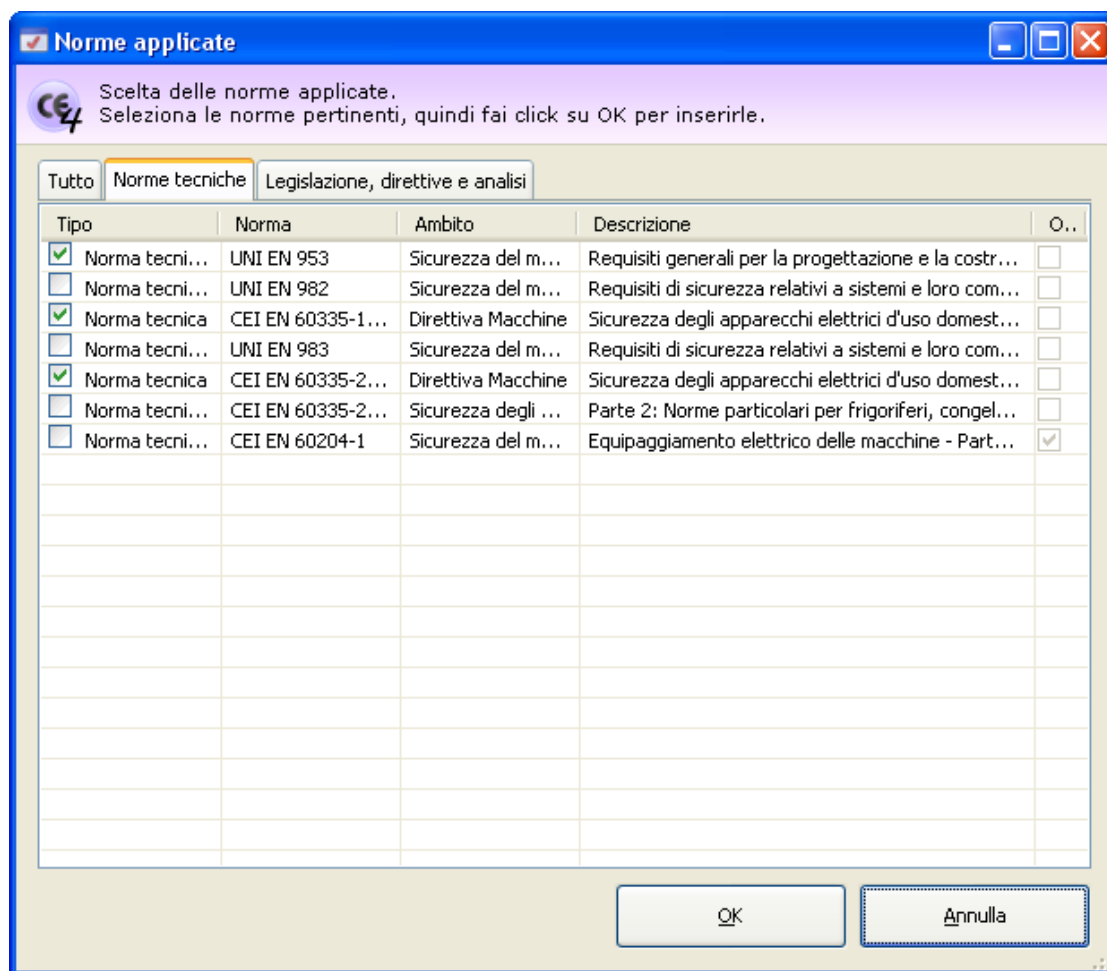 Norme applicate
CE4
Scelta delle norme applicate.
Seleziona le norme pertinenti, quindi fai click su OK per inserirle.
Tutto Norme tecniche Legislazione, direttive e analisi
Tipo Norma Ambito Descrizione O..
Norma tecni... UNI EN 953 Sicurezza del m... Requisiti generali per la progettazione e la costr...
Norma tecni... UNI EN 982 Sicurezza del m... Requisiti di sicurezza relativi a sistemi e loro com...
Norma tecnica CEI EN 60335-1... Direttiva Macchine Sicurezza degli apparecchi elettrici d'uso domest...
Norma tecni... UNI EN 983 Sicurezza del m... Requisiti di sicurezza relativi a sistemi e loro com...
Norma tecnica CEI EN 60335-2... Direttiva Macchine Sicurezza degli apparecchi elettrici d'uso domest...
Norma tecni... CEI EN 60335-2... Sicurezza degli ... Parte 2: Norme particolari per frigoriferi, congel...
Norma tecni... CEI EN 60204-1 Sicurezza del m... Equipaggiamento elettrico delle macchine - Part...
OK Annulla